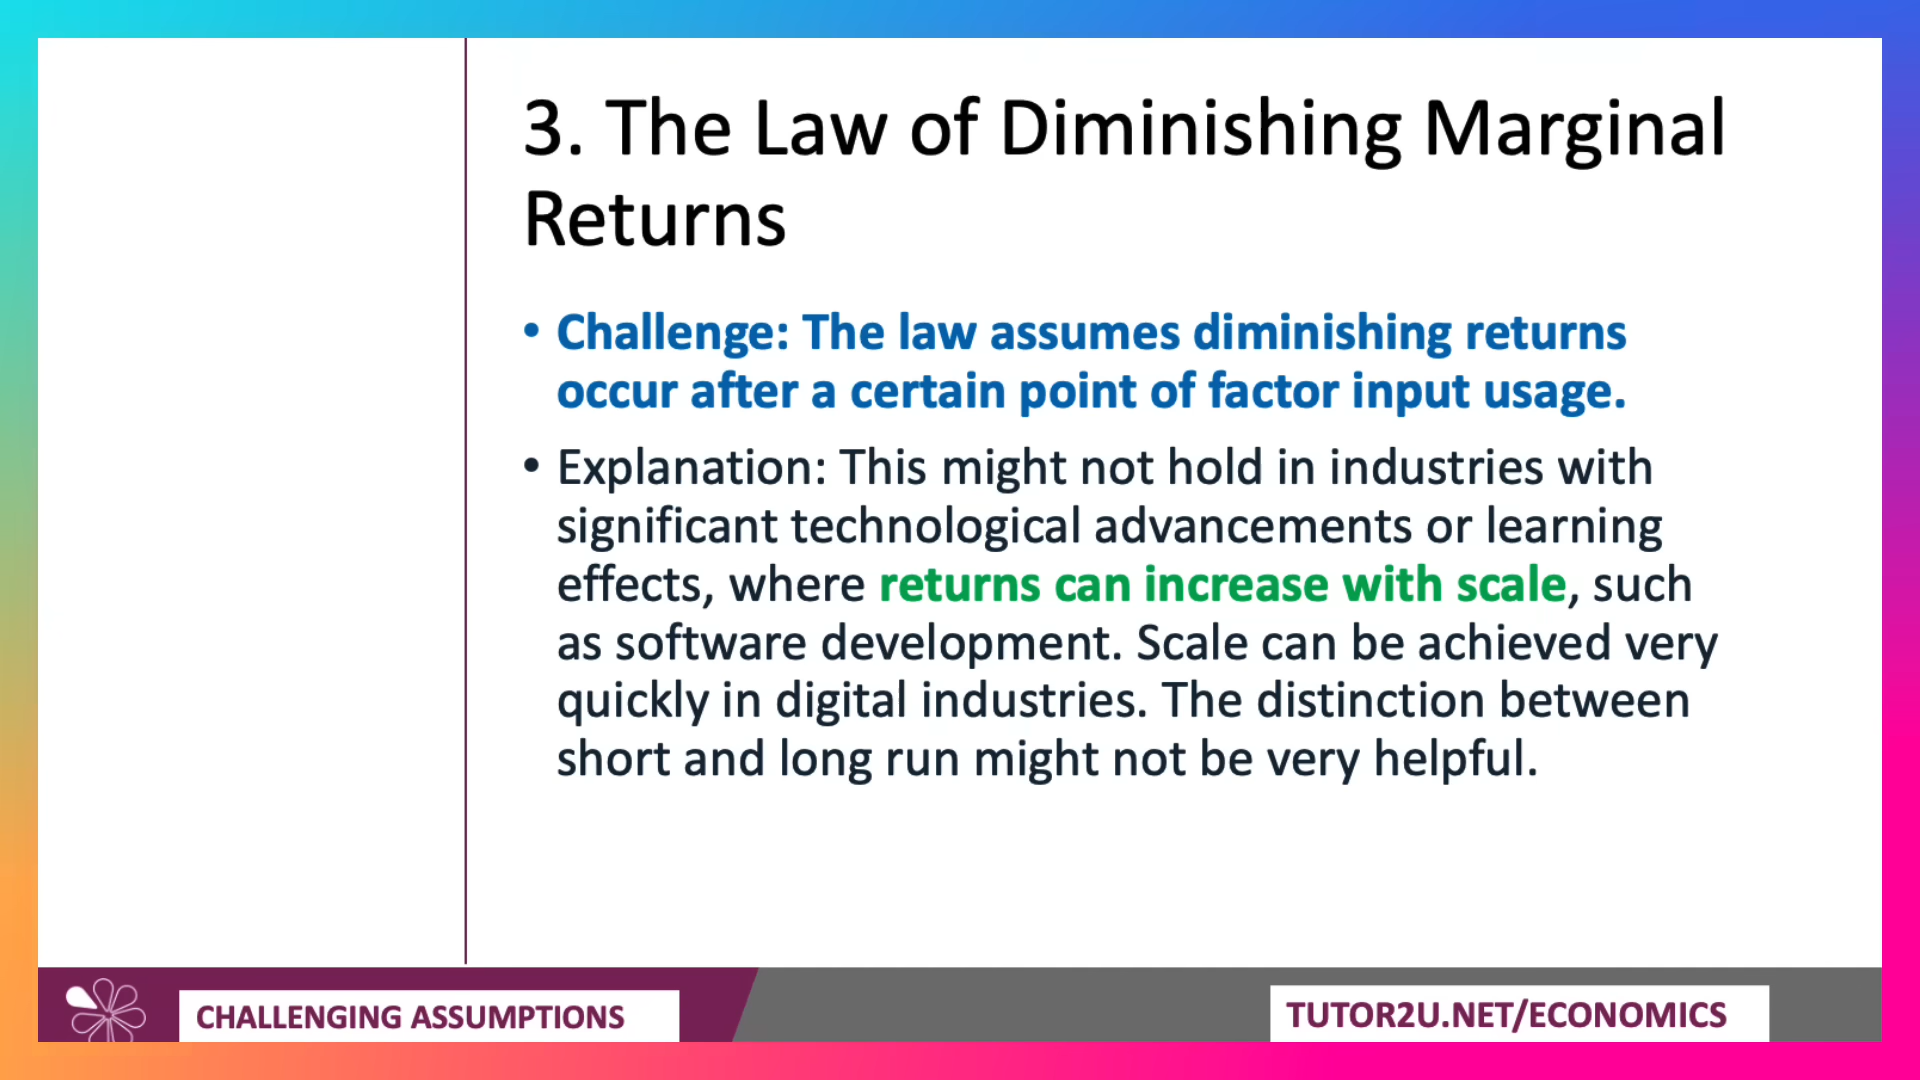 3. The Law of Diminishing Marginal
Returns
• Challenge: The law assumes diminishing returns
occur after a certain point of factor input usage.
• Explanation: This might not hold in industries with
significant technological advancements or learning
effects, where returns can increase with scale, such
as software development. Scale can be achieved very
quickly in digital industries. The distinction between
short and long run might not be very helpful.
CHALLENGING ASSUMPTIONS
TUTOR2U.NET/ECONOMICS